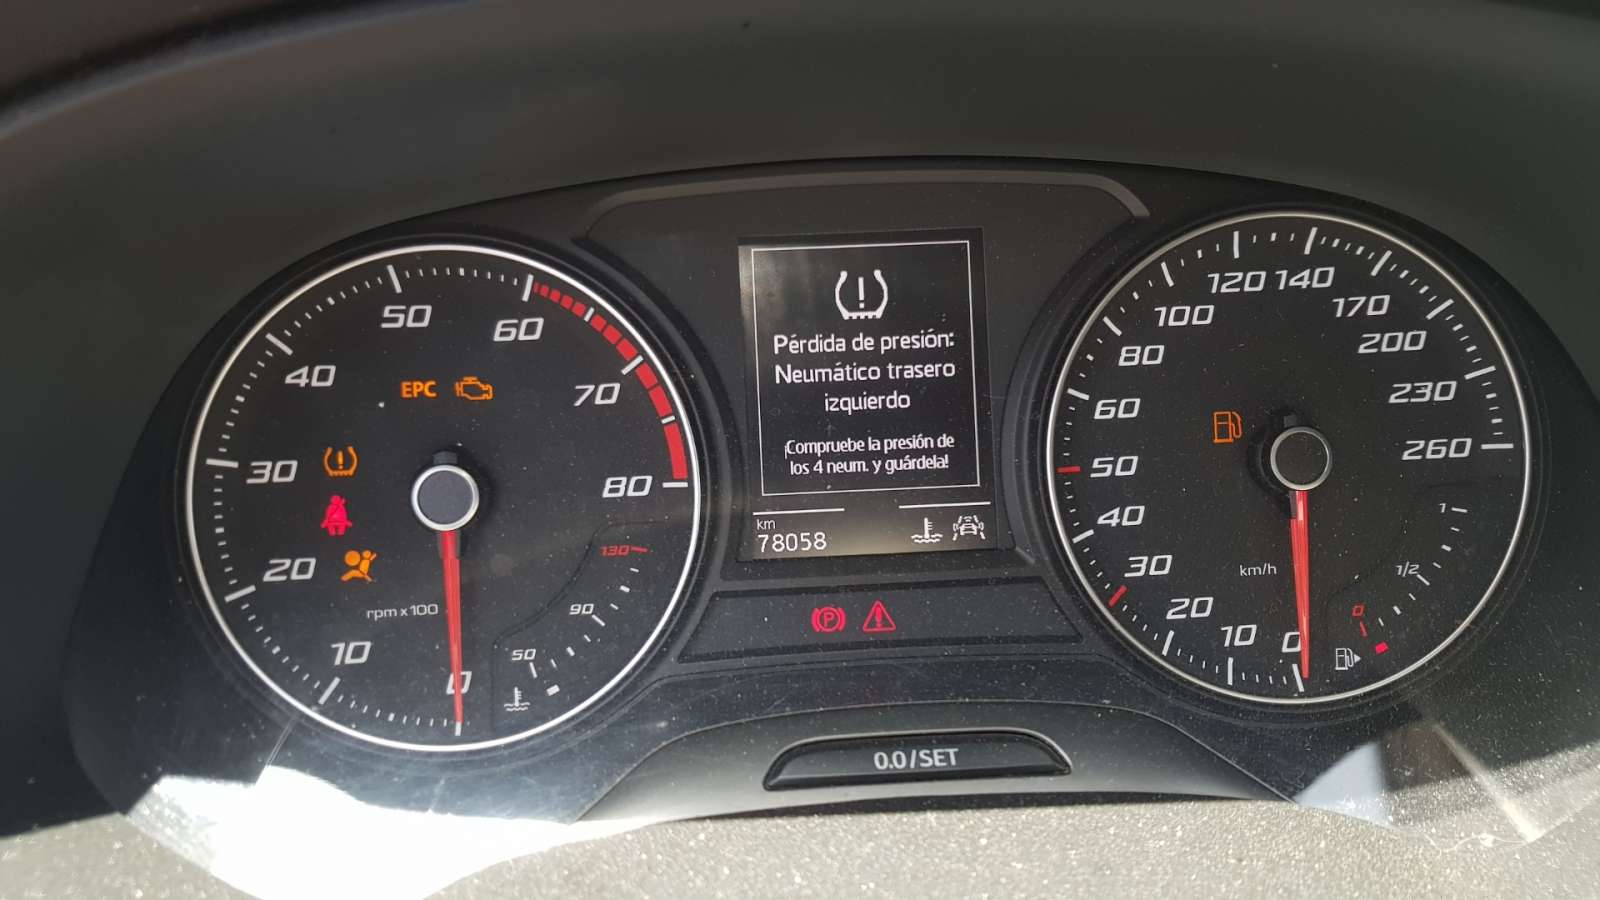 50
60
40
EPC
70
30
80
20
130
rpm x 100
90
10
50
0
Pérdida de presión:
Neumático trasero
izquierdo
¡Compruebe la presión de
los 4 neum. y guárdela!
km
78058
(P)
0.0/SET
120 140
100
170
80
200
60
230
50
260
40
1
30
km/h
1/2
20
0
10
0